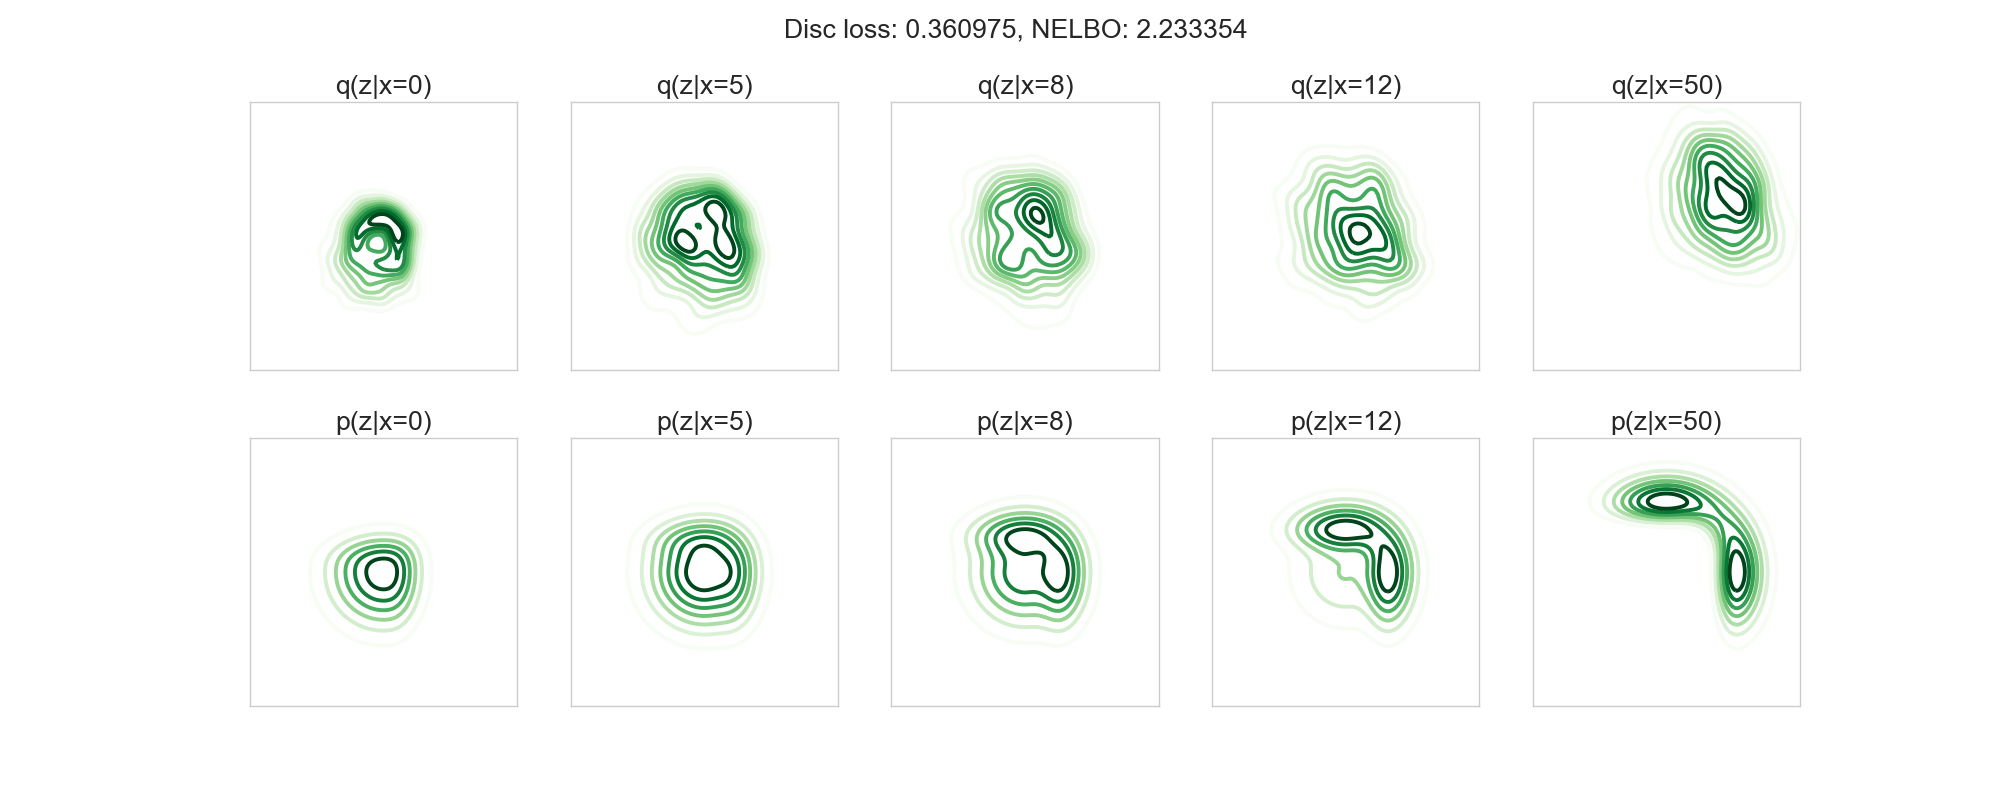 Disc loss: 0.360975, NELBO: 2.233354
q(z|x=0) q(z|x=5) q(z|x=8) q(z|x=12) q(z|x=50)
p(z|x=0) p(z|x=5) p(z|x=8) p(z|x=12) p(z|x=50)